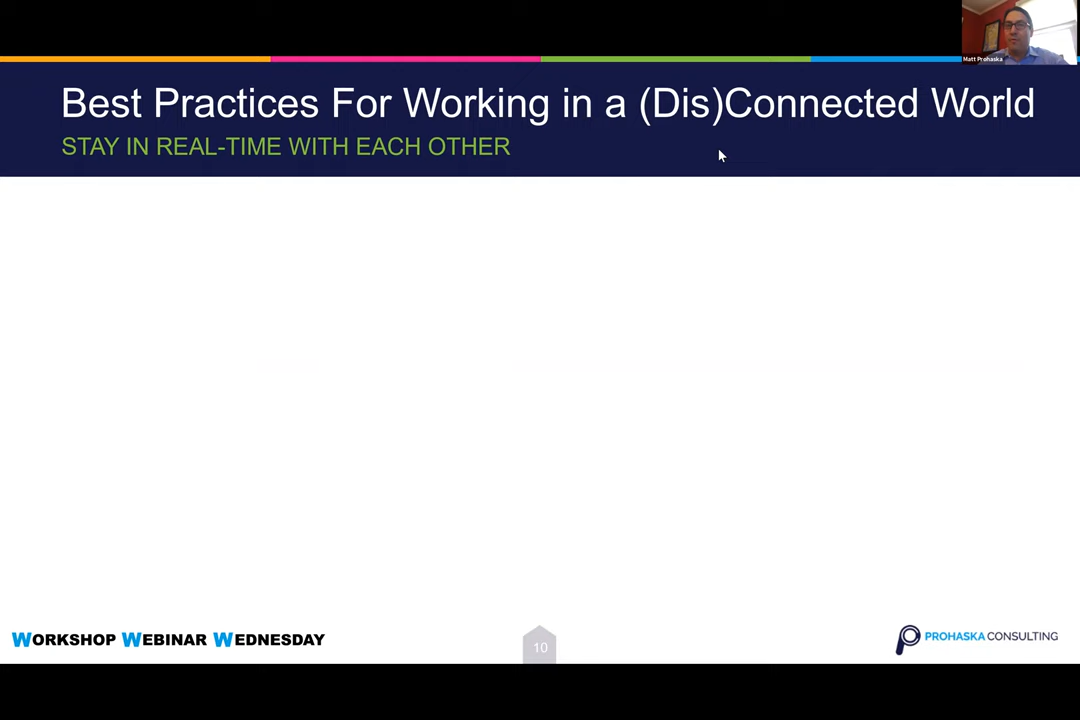 Matt Prohaska
Best Practices For Working in a (Dis)Connected World
STAY IN REAL-TIME WITH EACH OTHER
WORKSHOP WEBINAR WEDNESDAY
10
PROHASKA CONSULTING